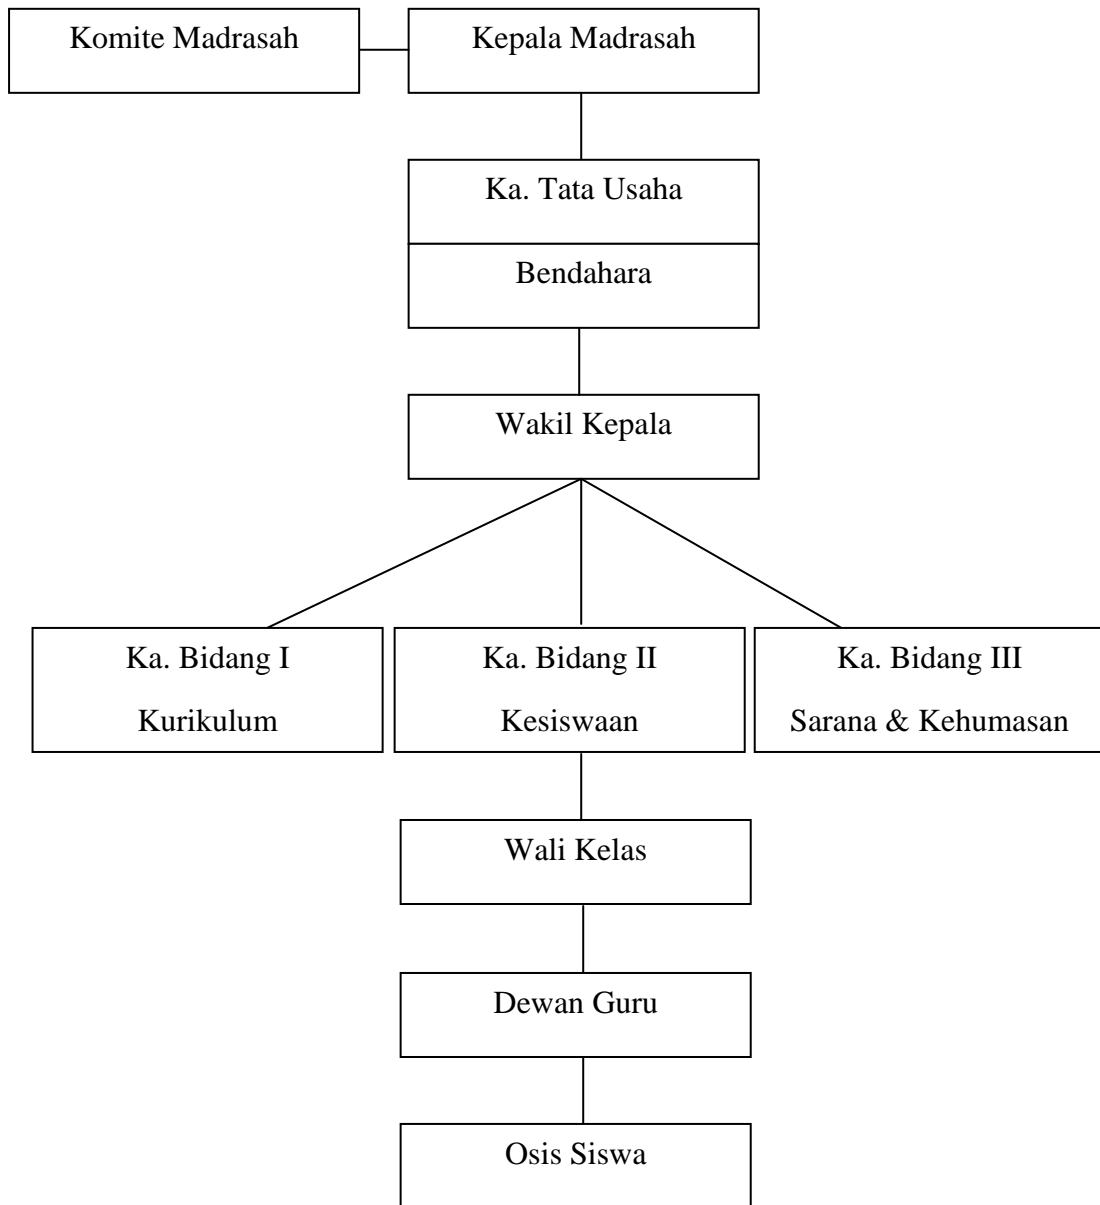 Komite Madrasah
Kepala Madrasah
Ka. Tata Usaha
Bendahara
Wakil Kepala
Ka. Bidang I
Kurikulum
Ka. Bidang II
Kesiswaan
Ka. Bidang III
Sarana & Kehumasan
Wali Kelas
Dewan Guru
Osis Siswa